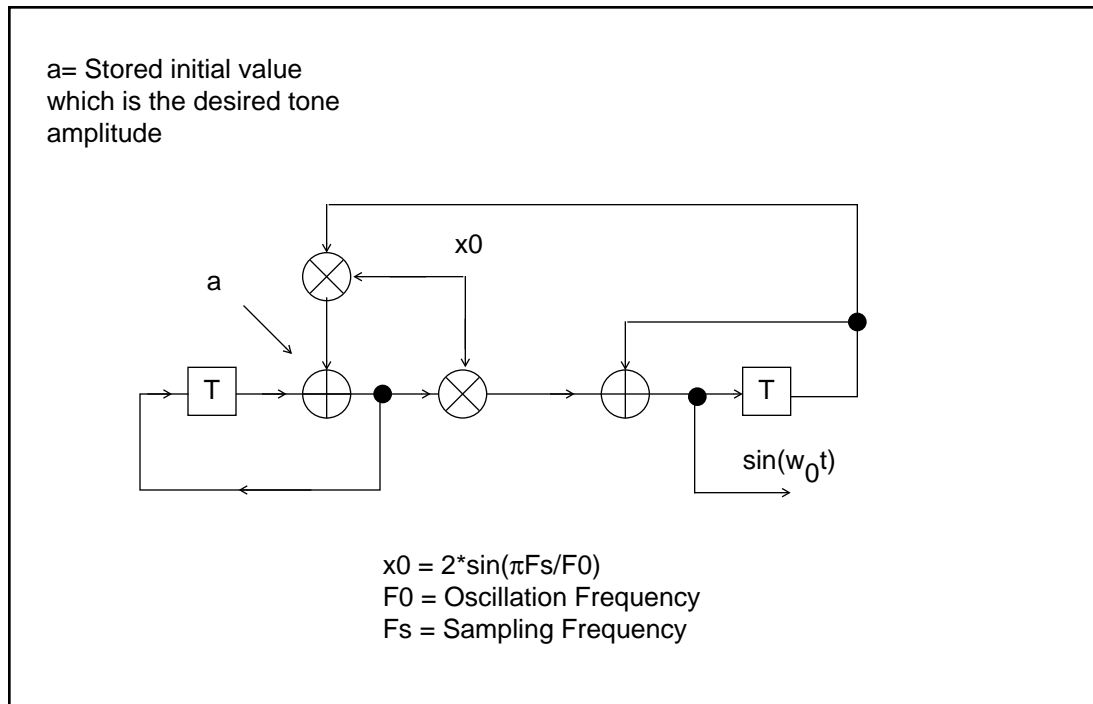 a= Stored initial value
which is the desired tone
amplitude
x0
a
T
T
sin(w₀t)
x0 = 2*sin(πFs/F0)
F0 = Oscillation Frequency
Fs = Sampling Frequency